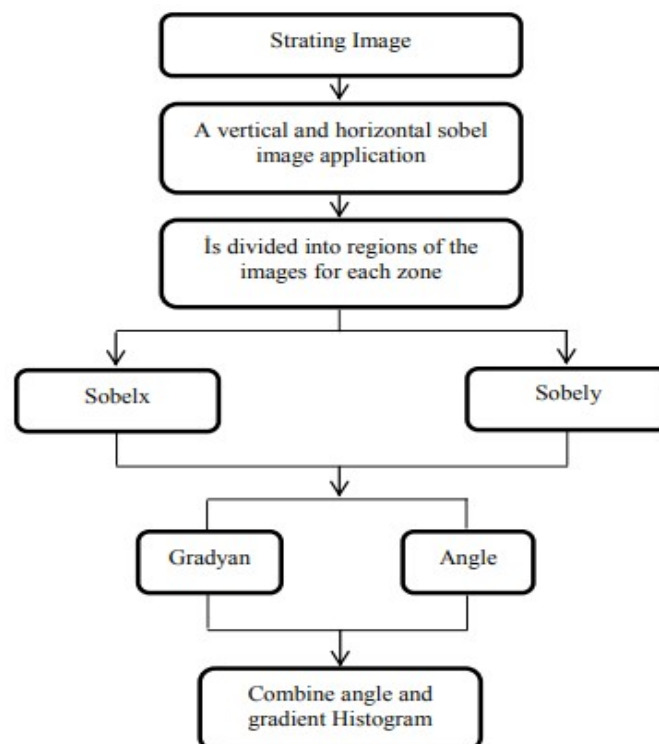 Strating Image
A vertical and horizontal sobel
image application
İs divided into regions of the
images for each zone
Sobelx
Sobely
Gradyan
Angle
Combine angle and
gradient Histogram